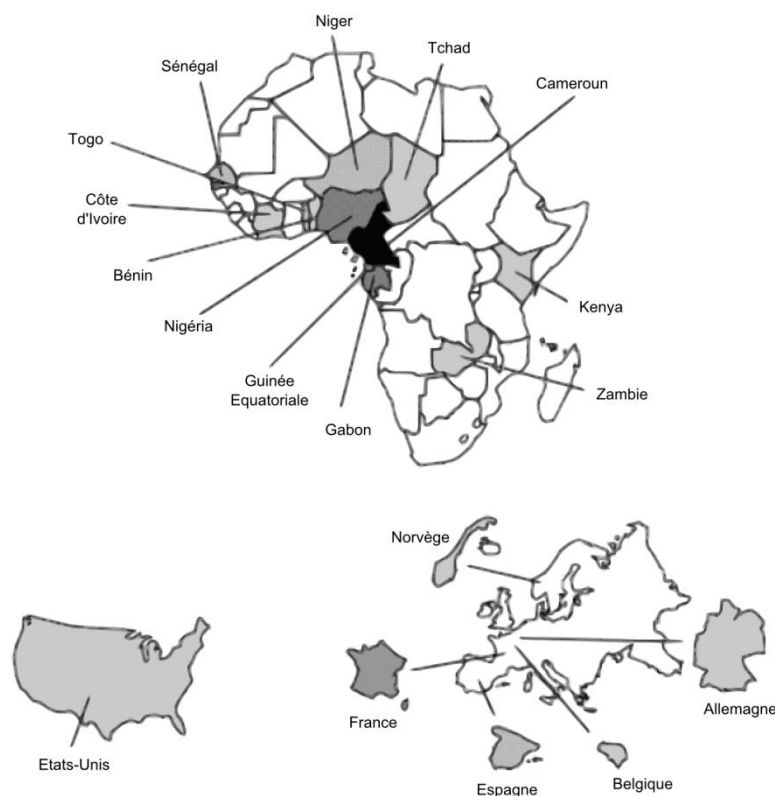 Niger
Tchad
Sénégal
Cameroun
Togo
Côte
d'Ivoire
Bénin
Nigéria
Kenya
Guinée
Equatoriale
Zambie
Gabon
Norvège
France
Allemagne
Etats-Unis
Belgique
Espagne